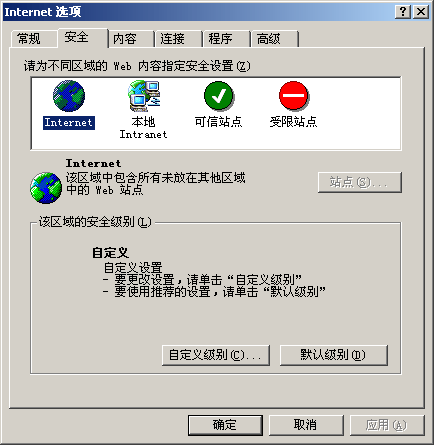 Internet 选项
常规 安全 内容 连接 程序 高级
请为不同区域的 Web 内容指定安全设置(Z)
Internet 本地 可信站点 受限站点
Intranet
Internet
该区域中包含所有未放在其他区域
中的 Web 站点
站点(S)...
该区域的安全级别(L)
自定义
自定义设置
- 要更改设置,请单击“自定义级别”
- 要使用推荐的设置,请单击“默认级别”
自定义级别(C)... 默认级别(D)
确定 取消 应用(A)